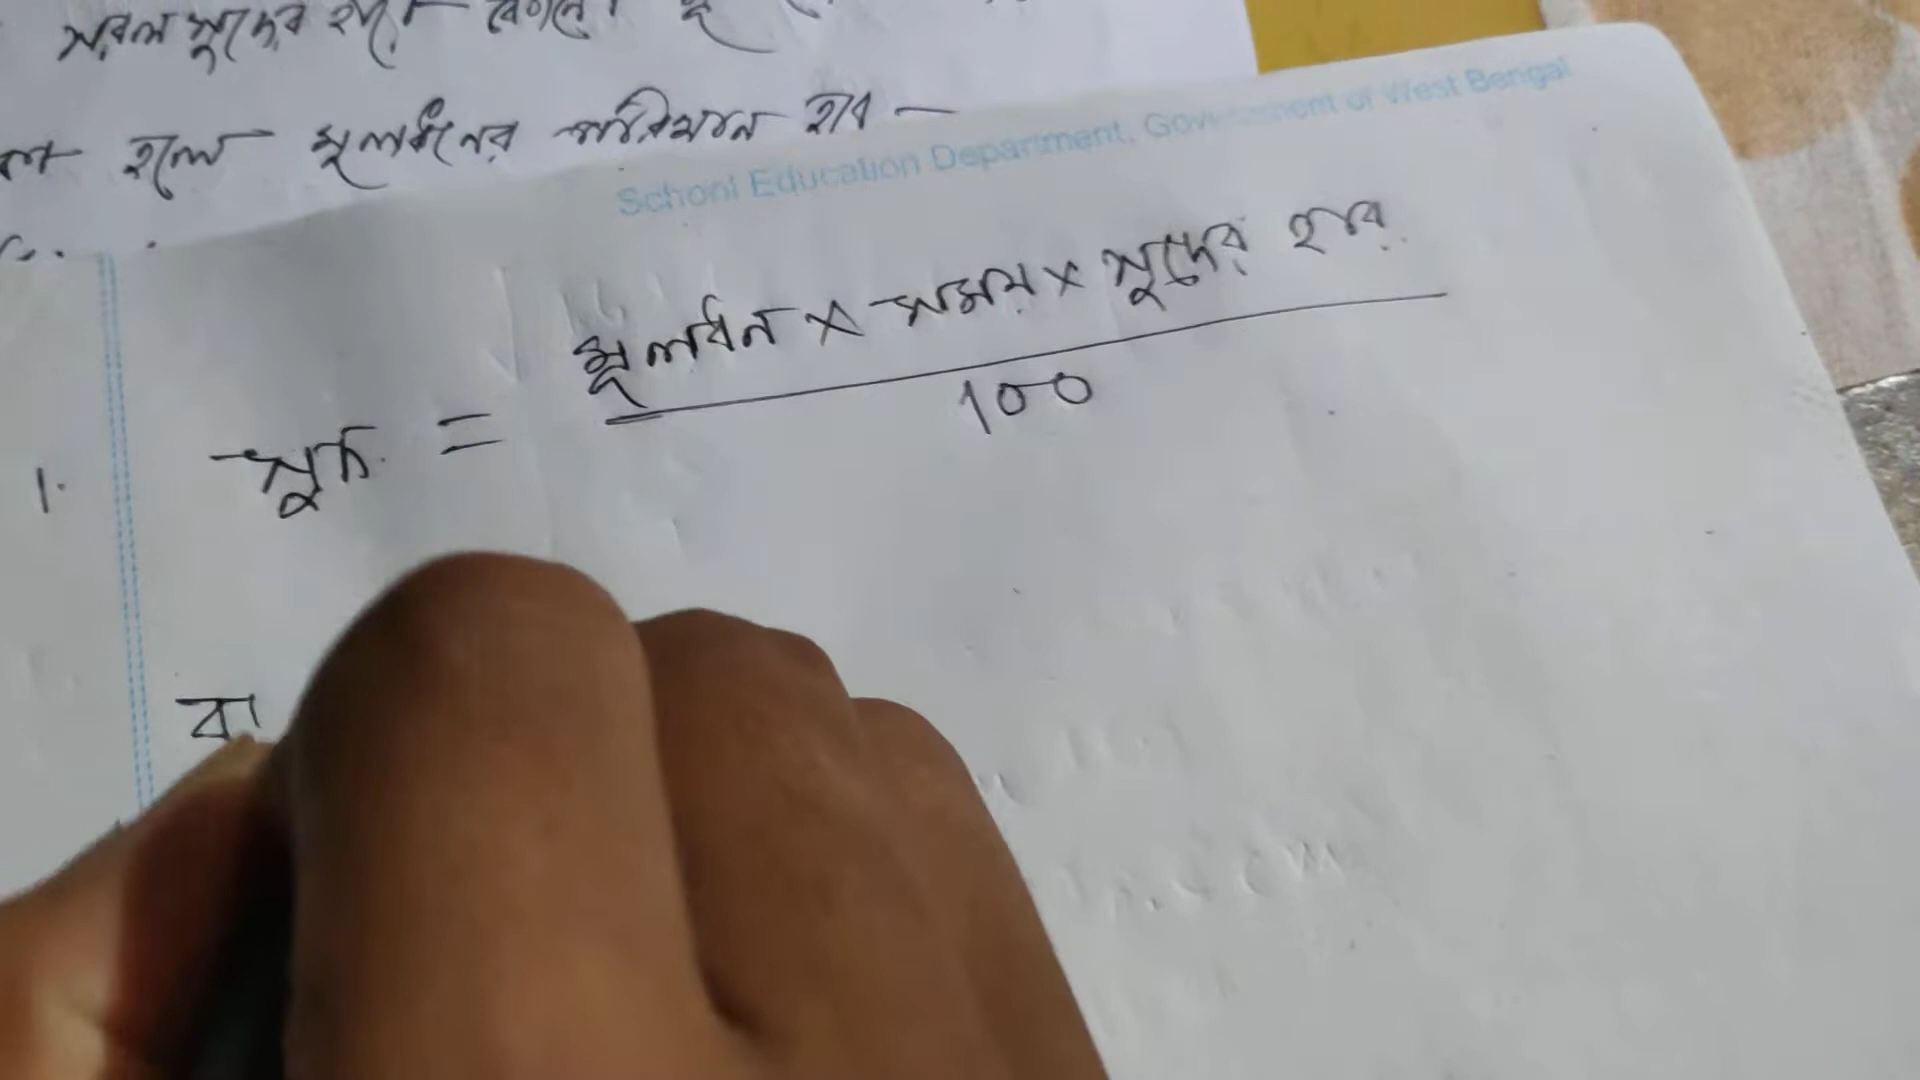 সরল সুদের হারে
হলে মূলধনের পরিমান হবে —
School Education Department, Government of West Bengal
মূলধন × সময় × সুদের হার
1. সুদ =
100
বা